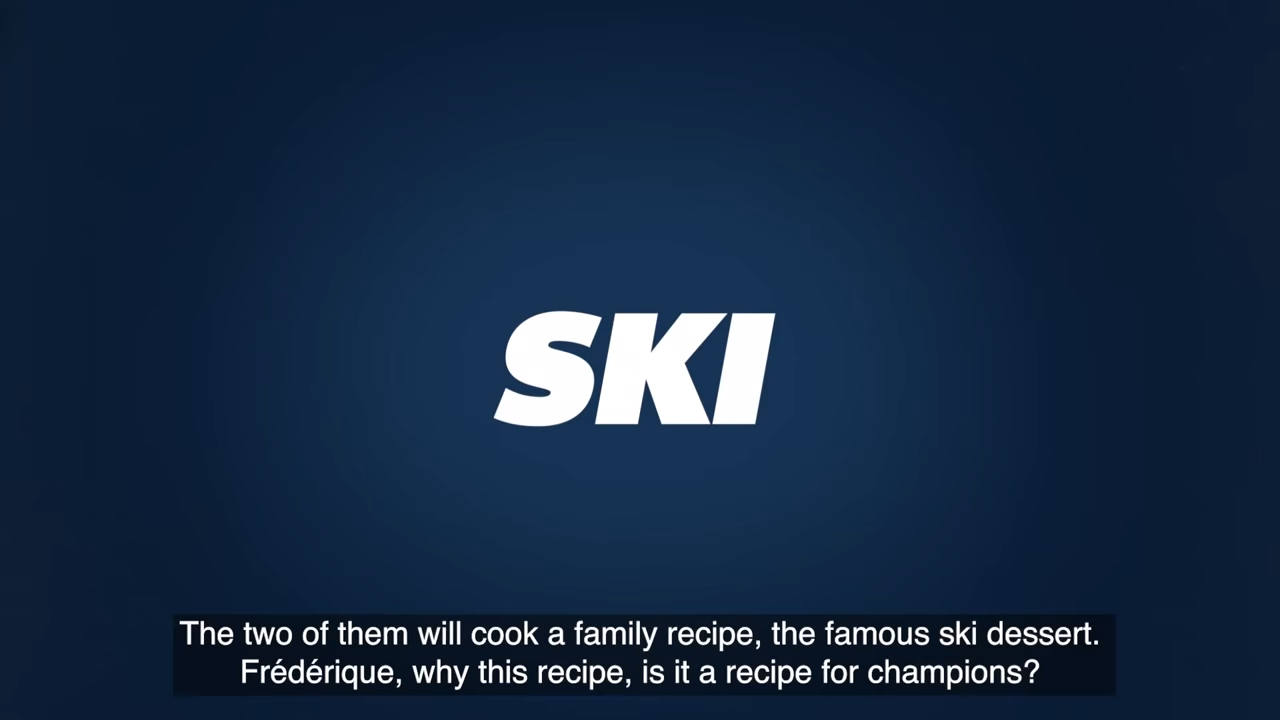 SKI
The two of them will cook a family recipe, the famous ski dessert.
Frédérique, why this recipe, is it a recipe for champions?